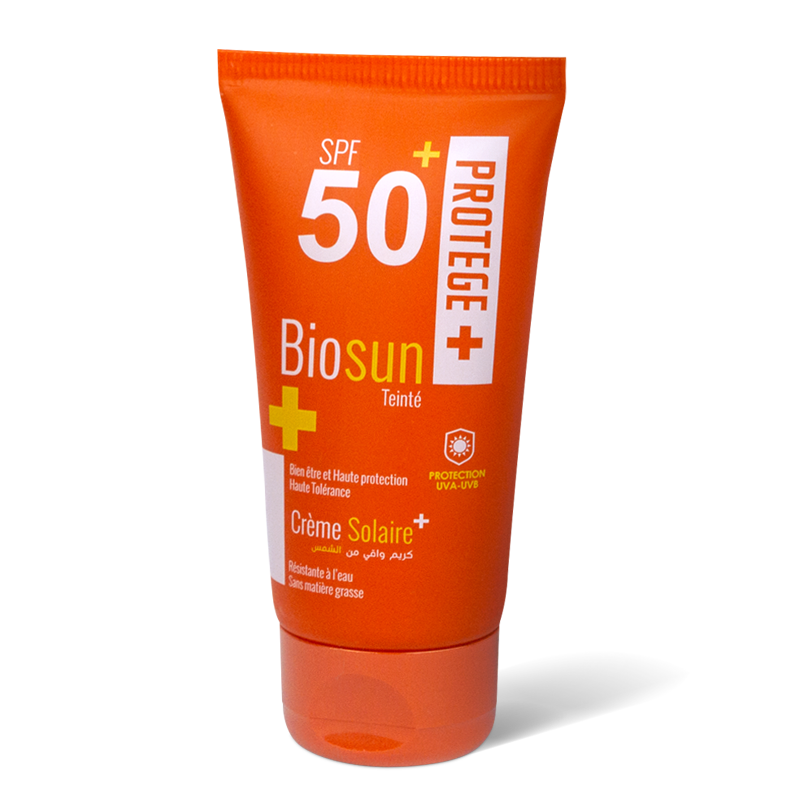 SPF
50+
PROTEGE +
Biosun
Teinté
PROTECTION
UVA-UVB
Bien être et Haute protection
Haute Tolérance
Crème Solaire+
كريم واقي من الشمس
Résistante à l'eau
Sans matière grasse